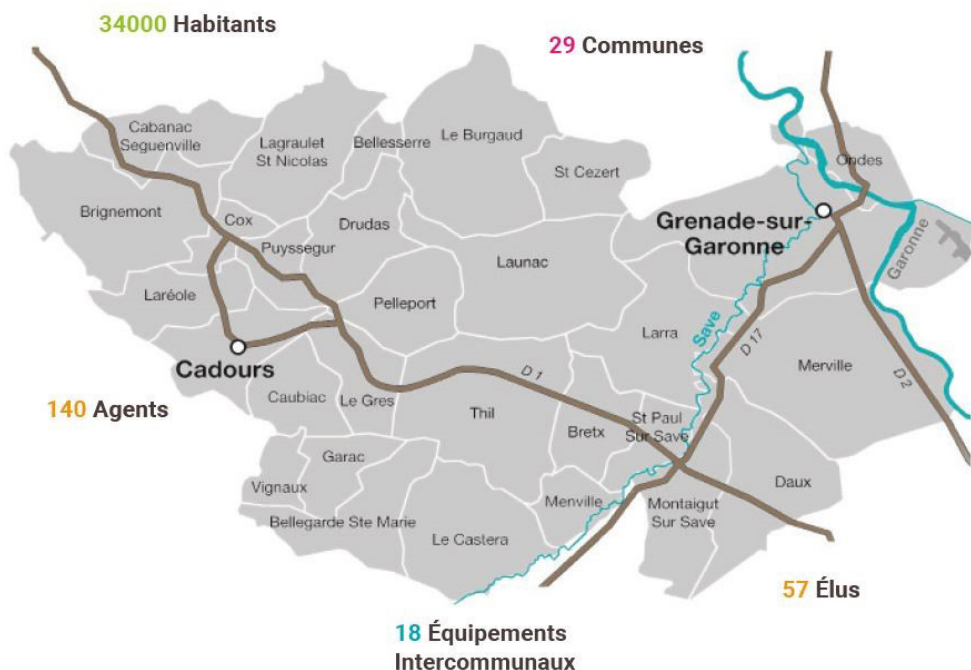 34000 Habitants
29 Communes
Cabanac
Seguenville
Lagraulet
St Nicolas
Bellesserre
Le Burgaud
St Cezert
Ondes
Brignemont
Cox
Drudas
Grenade-sur-
Garonne
Puyssegur
Launac
Garonne
Laréole
Pelleport
Save
Larra
D 17
Merville
Cadours
D 1
D 2
140 Agents
Caubiac
Le Gres
Thil
Bretx
St Paul
Sur Save
Garac
Vignaux
Bellegarde Ste Marie
Menville
Montaigut
Sur Save
Daux
Le Castera
57 Élus
18 Équipements
Intercommunaux